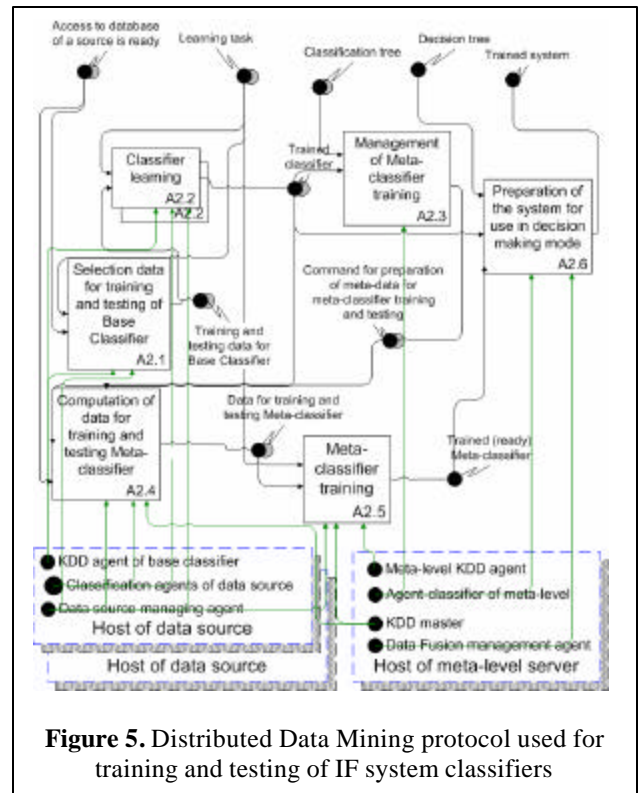 Access to database
of a source is ready
Learning task
Classification tree
Decision tree
Trained system
Classifier
learning
A2.2
A2.2
Trained
classifier
Management
of Meta-
classifier
training
A2.3
Preparation of
the system for
use in decision
making mode
A2.6
Selection data
for training
and testing of
Base
Classifier
A2.1
Training and
testing data for
Base Classifier
Command for preparation
of meta-data for
meta-classifier training
and testing
Computation of
data for
training and
testing Meta-
classifier
A2.4
Data for training and
testing Meta-classifier
Meta-
classifier
training
A2.5
Trained (ready)
Meta-classifier
KDD agent of base classifier
Classification agents of data source
Data source managing agent
Host of data source
Host of data source
Meta-level KDD agent
Agent-classifier of meta-level
KDD master
Data Fusion management agent
Host of meta-level server
Figure 5. Distributed Data Mining protocol used for
training and testing of IF system classifiers